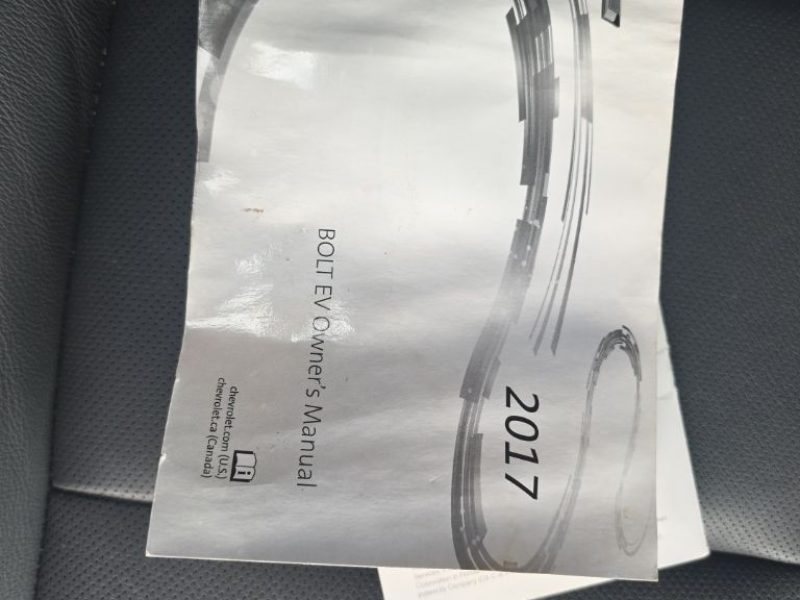 2017
BOLT EV Owner's Manual
chevrolet.com (U.S.)
chevrolet.ca (Canada)